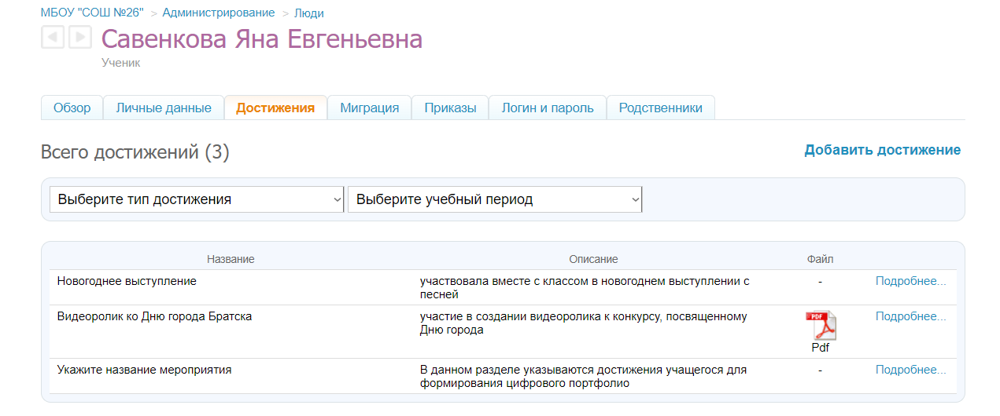 МБОУ "СОШ №26" > Администрирование > Люди
Савенкова Яна Евгеньевна
Ученик
Обзор Личные данные Достижения Миграция Приказы Логин и пароль Родственники
Всего достижений (3) Добавить достижение
Выберите тип достижения Выберите учебный период
Название Описание Файл
Новогоднее выступление участвовала вместе с классом в новогоднем выступлении с - Подробнее...
песней
Видеоролик ко Дню города Братска участие в создании видеоролика к конкурсу, посвященному PDF Подробнее...
Дню города
Pdf
Укажите название мероприятия В данном разделе указываются достижения учащегося для - Подробнее...
формирования цифрового портфолио